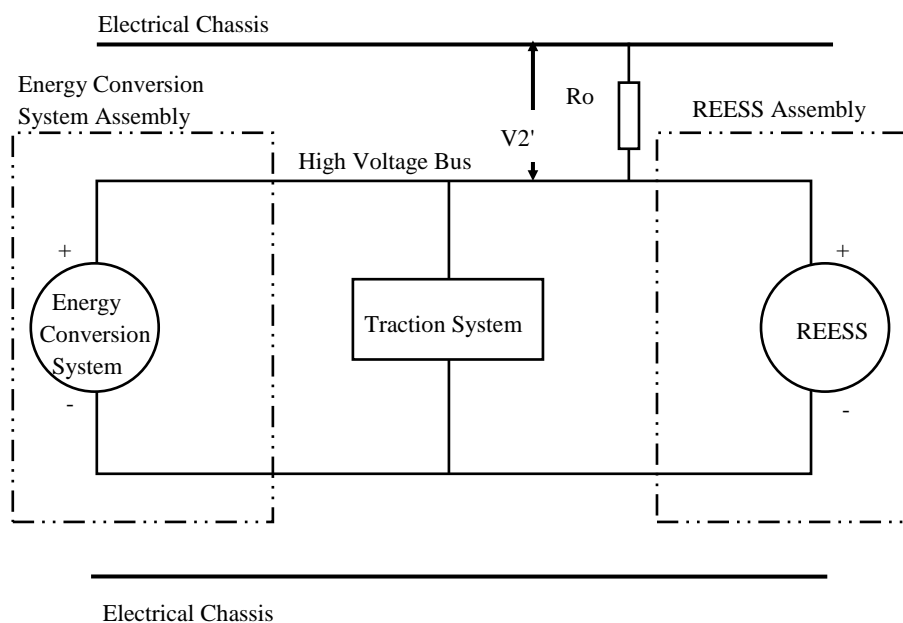 Electrical Chassis
Energy Conversion
System Assembly
Ro
REESS Assembly
V2'
High Voltage Bus
+
+
Energy
Conversion
System
Traction System
REESS
-
-
Electrical Chassis